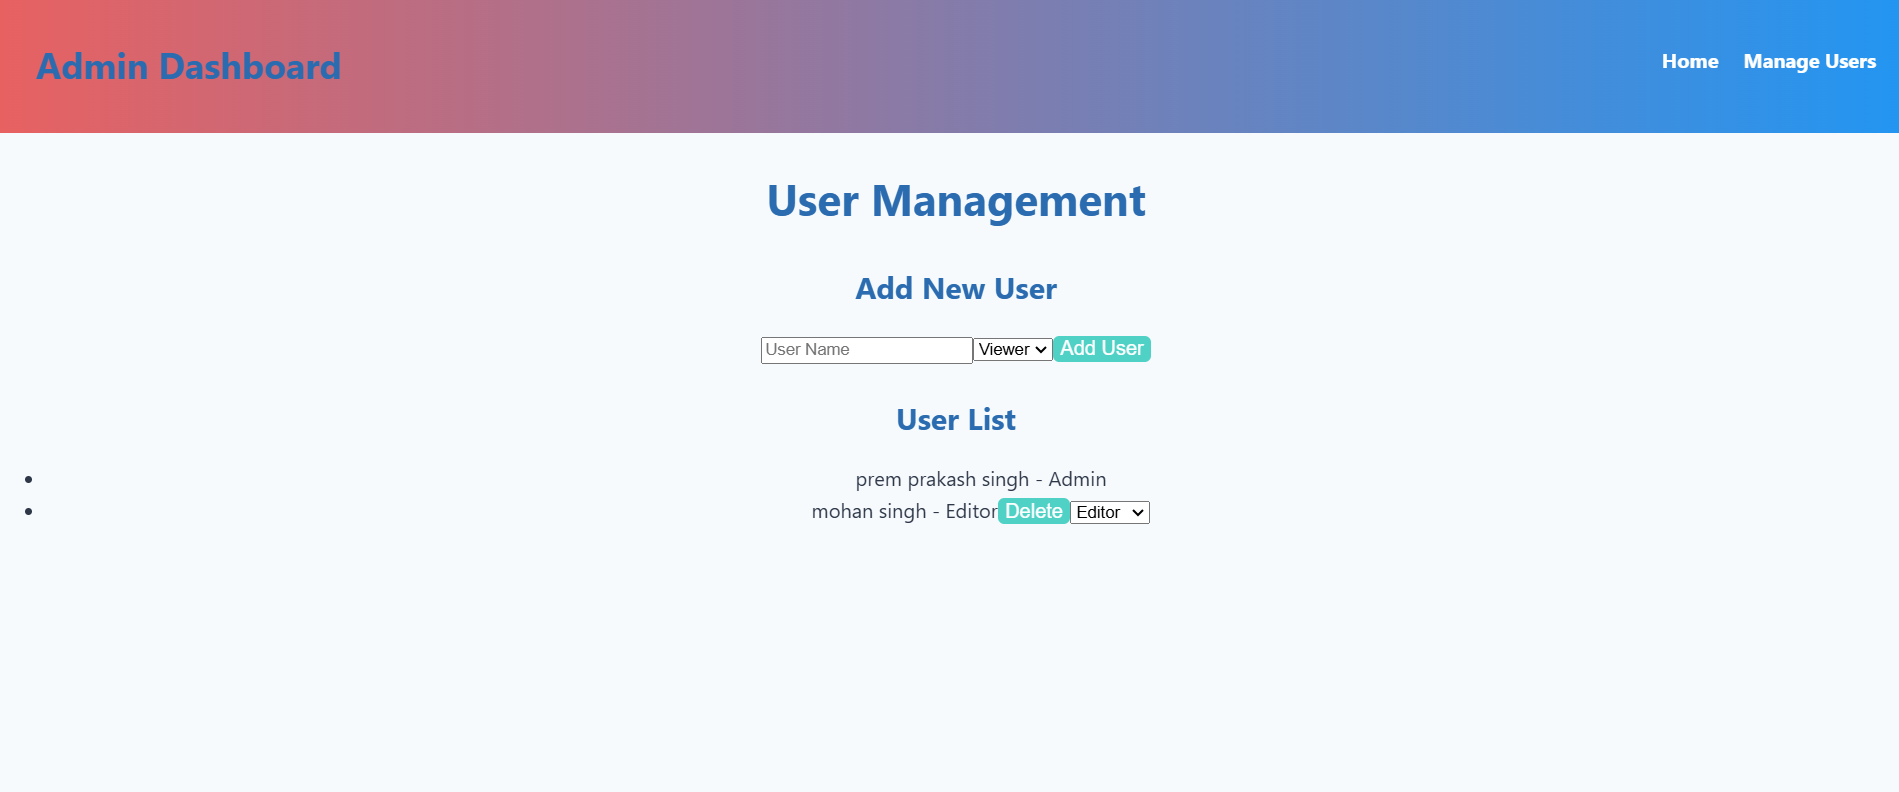 Admin Dashboard
Home Manage Users
User Management
Add New User
User Name Viewer Add User
User List
prem prakash singh - Admin
mohan singh - Editor Delete Editor